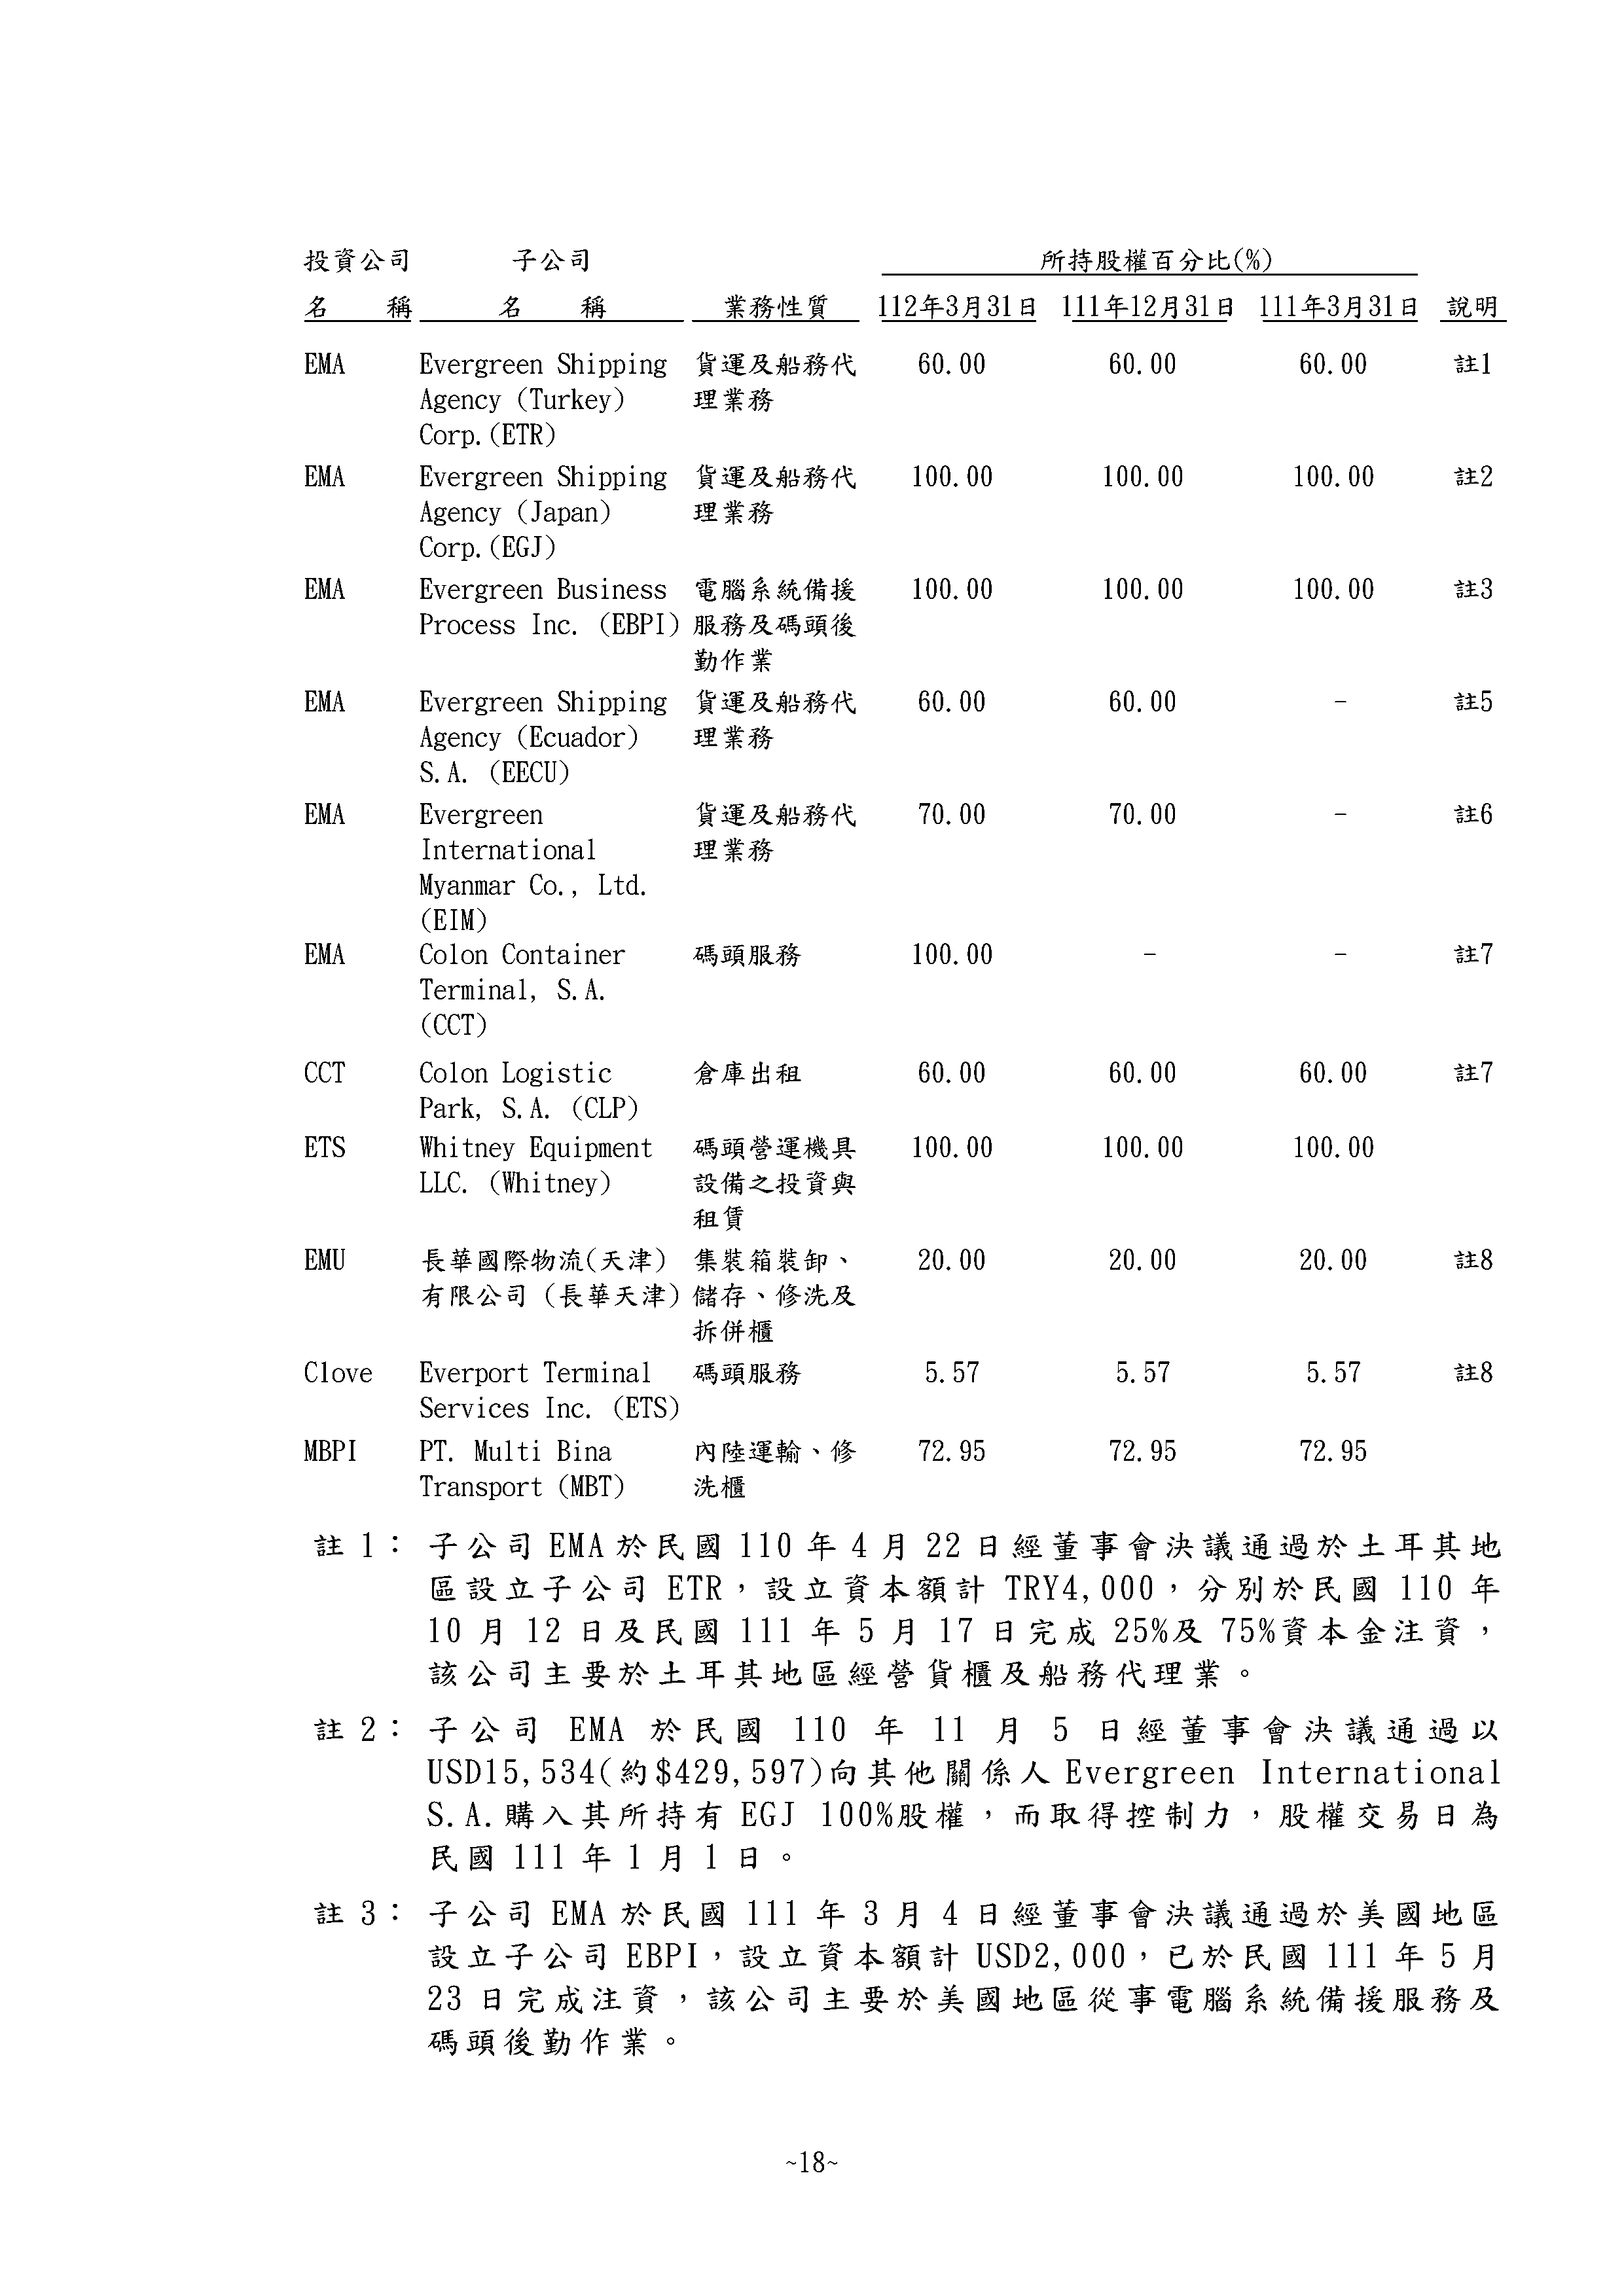 投資公司 子公司 所持股權百分比(%)
名 稱 名 稱 業務性質 112年3月31日 111年12月31日 111年3月31日 說明
EMA Evergreen Shipping 貨運及船務代 60.00 60.00 60.00 註1
Agency (Turkey) 理業務
Corp.(ETR)
EMA Evergreen Shipping 貨運及船務代 100.00 100.00 100.00 註2
Agency (Japan) 理業務
Corp.(EGJ)
EMA Evergreen Business 電腦系統備援 100.00 100.00 100.00 註3
Process Inc. (EBPI) 服務及碼頭後
勤作業
EMA Evergreen Shipping 貨運及船務代 60.00 60.00 - 註5
Agency (Ecuador) 理業務
S.A. (EECU)
EMA Evergreen 貨運及船務代 70.00 70.00 - 註6
International 理業務
Myanmar Co., Ltd.
(EIM)
EMA Colon Container 碼頭服務 100.00 - - 註7
Terminal, S.A.
(CCT)
CCT Colon Logistic 倉庫出租 60.00 60.00 60.00 註7
Park, S.A. (CLP)
ETS Whitney Equipment 碼頭營運機具 100.00 100.00 100.00
LLC. (Whitney) 設備之投資與
租賃
EMU 長華國際物流(天津) 集裝箱裝卸、 20.00 20.00 20.00 註8
有限公司 (長華天津) 儲存、修洗及
拆併櫃
Clove Everport Terminal 碼頭服務 5.57 5.57 5.57 註8
Services Inc. (ETS)
MBPI PT. Multi Bina 內陸運輸、修 72.95 72.95 72.95
Transport (MBT) 洗櫃
註 1： 子公司 EMA 於民國 110 年 4 月 22 日經董事會決議通過於土耳其地
區設立子公司 ETR，設立資本額計 TRY4,000，分別於民國 110 年
10 月 12 日及民國 111 年 5 月 17 日完成 25%及 75%資本金注資，
該公司主要於土耳其地區經營貨櫃及船務代理業。
註 2： 子公司 EMA 於民國 110 年 11 月 5 日經董事會決議通過以
USD15,534(約$429,597)向其他關係人 Evergreen International
S.A.購入其所持有 EGJ 100%股權，而取得控制力，股權交易日為
民國 111 年 1 月 1 日。
註 3： 子公司 EMA 於民國 111 年 3 月 4 日經董事會決議通過於美國地區
設立子公司 EBPI，設立資本額計 USD2,000，已於民國 111 年 5 月
23 日完成注資，該公司主要於美國地區從事電腦系統備援服務及
碼頭後勤作業。
~18~